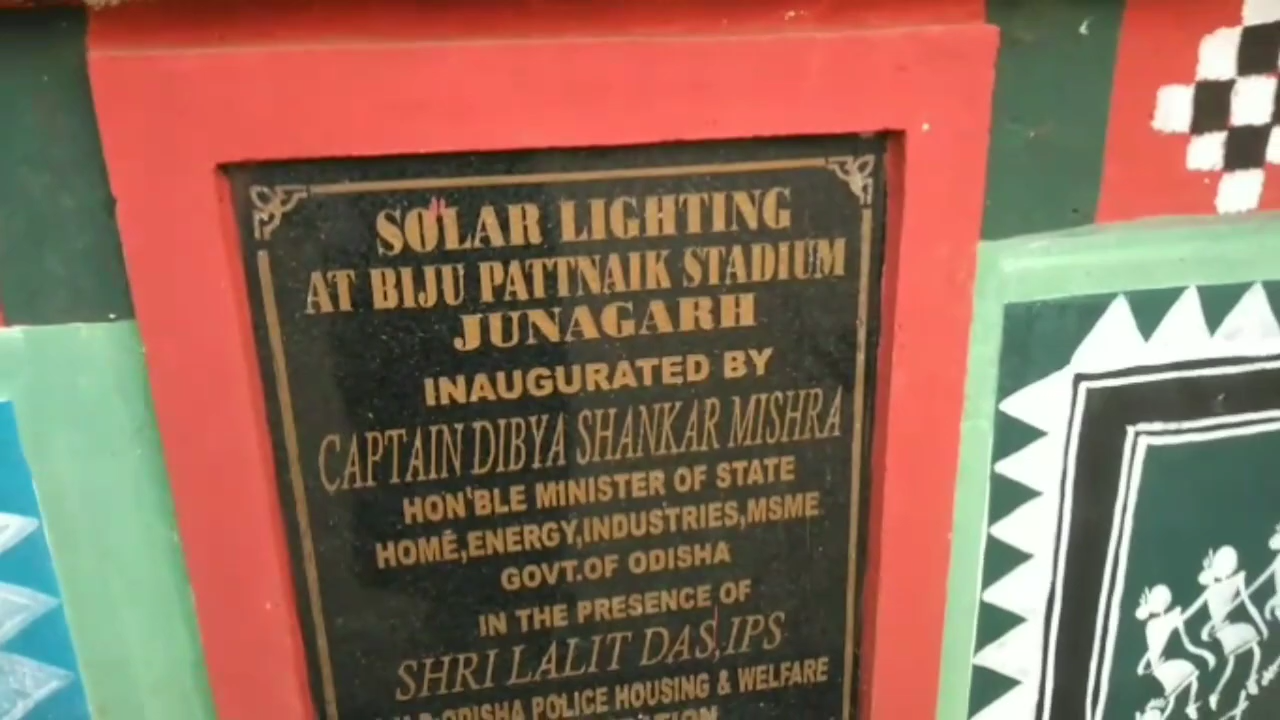 SOLAR LIGHTING
AT BIJU PATTNAIK STADIUM
JUNAGARH
INAUGURATED BY
CAPTAIN DIBYA SHANKAR MISHRA
HON'BLE MINISTER OF STATE
HOME,ENERGY,INDUSTRIES,MSME
GOVT.OF ODISHA
IN THE PRESENCE OF
SHRI LALIT DAS,IPS
ODISHA POLICE HOUSING & WELFARE